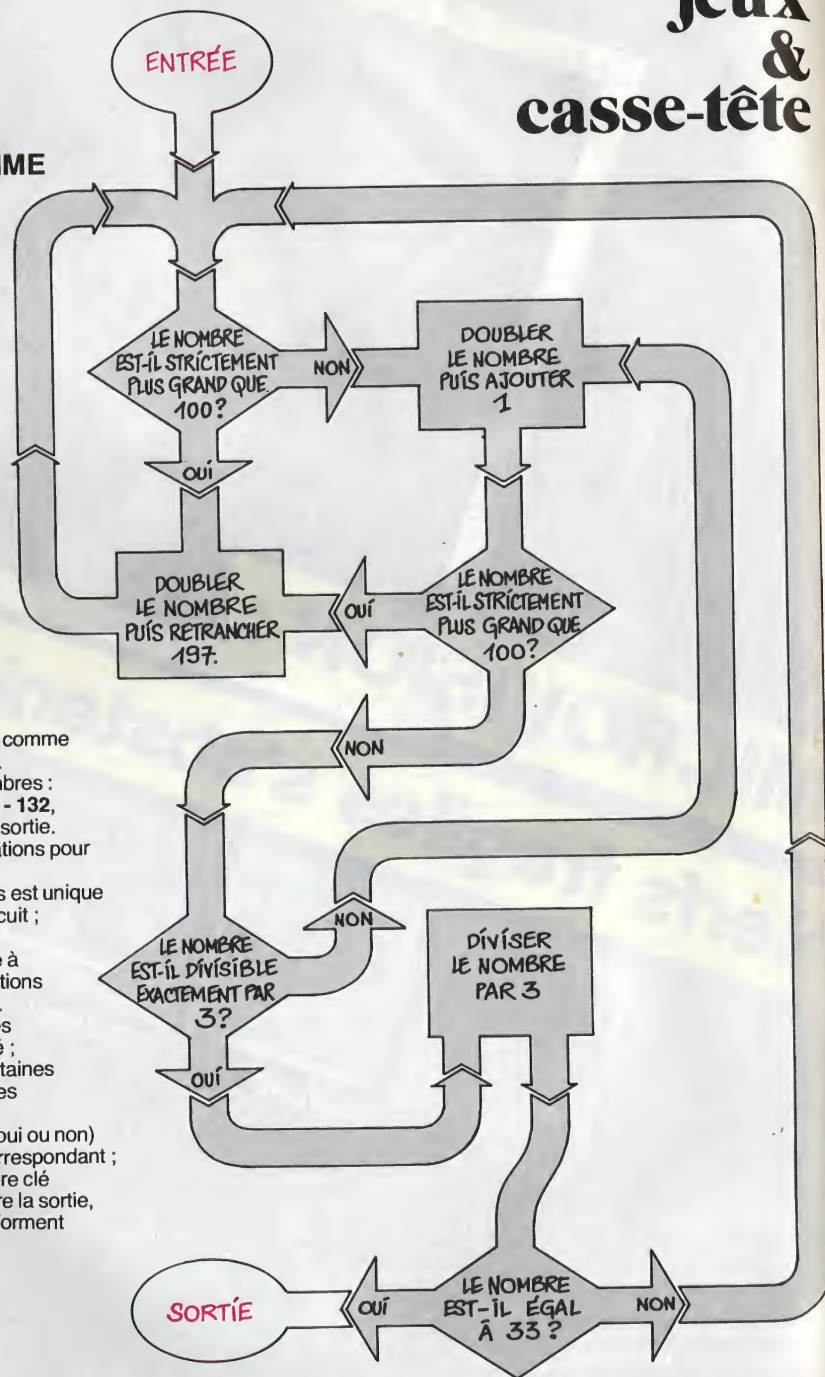 jeux
&
casse-tête
ENTRÉE
LE NOMBRE
EST-IL STRICTEMENT
PLUS GRAND QUE
100?
NON
DOUBLER
LE NOMBRE
PUIS AJOUTER
1
OUI
DOUBLER
LE NOMBRE
PUIS RETRANCHER
197.
OUI
LE NOMBRE
EST-IL STRICTEMENT
PLUS GRAND QUE
100?
NON
comme
mbres :
- 132,
sortie.
ations pour
s est unique
cuit ;
e à
ations
es
é ;
taines
es
oui ou non)
rrespondant ;
re clé
re la sortie,
forment
LE NOMBRE
EST-IL DIVISIBLE
EXACTEMENT PAR
3?
NON
OUI
DIVISER
LE NOMBRE
PAR 3
SORTIE
OUI
LE NOMBRE
EST-IL ÉGAL
À 33?
NON